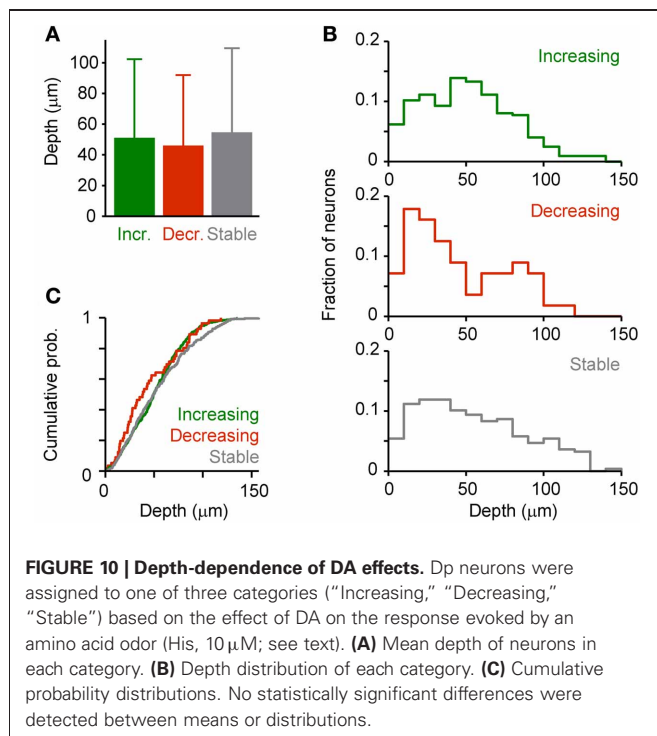 A
100
80
60
40
20
0
Depth (µm)
Incr. Decr. Stable
B
0.2
0.1
0
Increasing
0 50 100 150
0.2
0.1
0
Decreasing
0 50 100 150
0.2
0.1
0
Stable
0 50 100 150
Fraction of neurons
Depth (µm)
C
1
0
Cumulative prob.
Increasing
Decreasing
Stable
0 150
Depth (µm)
FIGURE 10 | Depth-dependence of DA effects. Dp neurons were
assigned to one of three categories (“Increasing,” “Decreasing,”
“Stable”) based on the effect of DA on the response evoked by an
amino acid odor (His, 10 µM; see text). (A) Mean depth of neurons in
each category. (B) Depth distribution of each category. (C) Cumulative
probability distributions. No statistically significant differences were
detected between means or distributions.